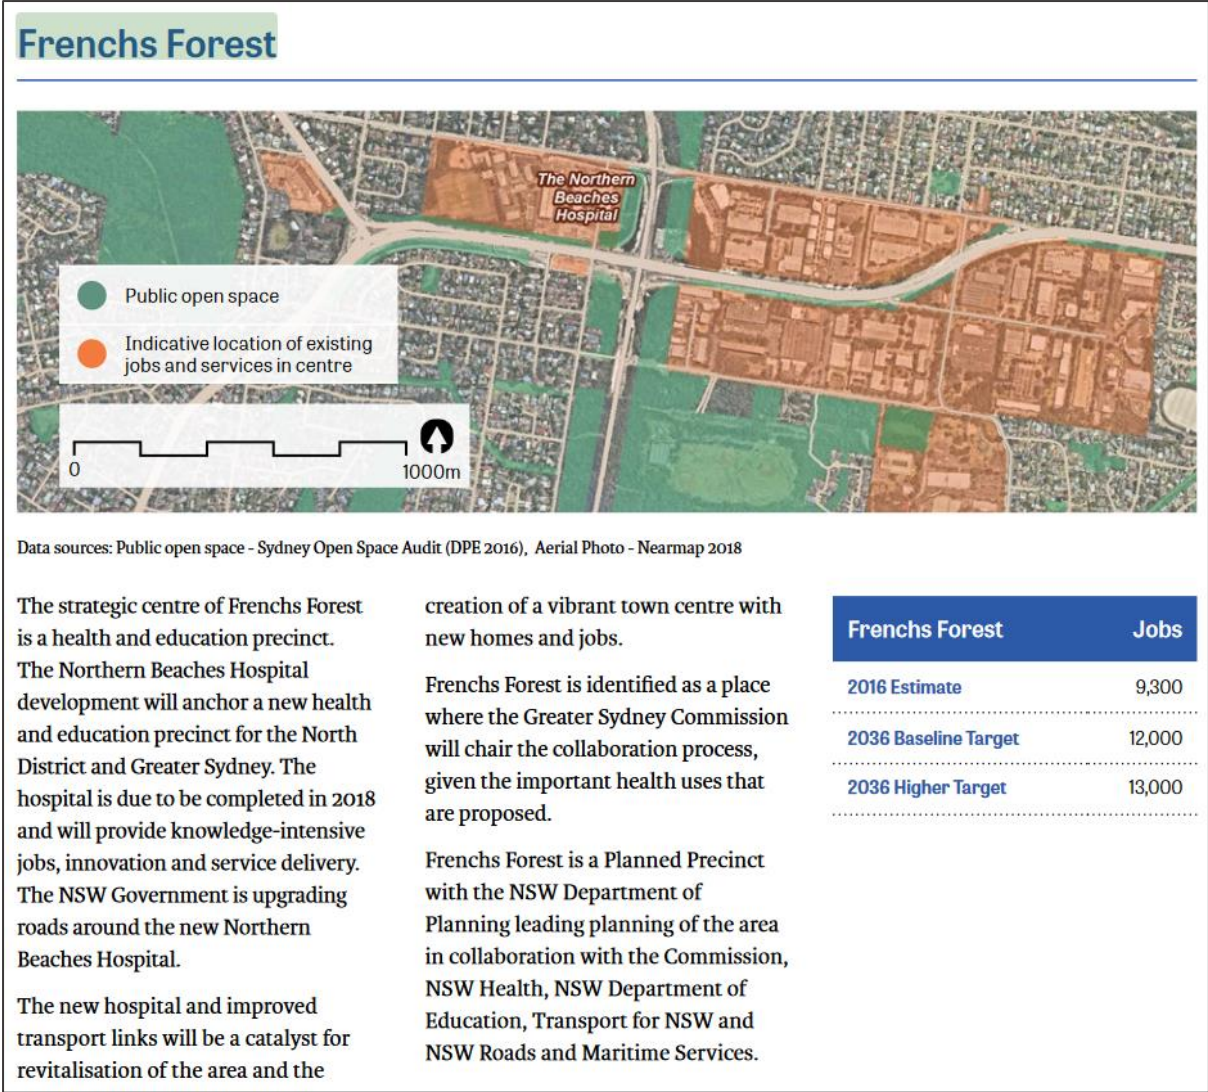 Frenchs Forest
The Northern
Beaches
Hospital
Public open space
Indicative location of existing
jobs and services in centre
0
1000m
Data sources: Public open space - Sydney Open Space Audit (DPE 2016), Aerial Photo - Nearmap 2018
The strategic centre of Frenchs Forest
is a health and education precinct.
The Northern Beaches Hospital
development will anchor a new health
and education precinct for the North
District and Greater Sydney. The
hospital is due to be completed in 2018
and will provide knowledge-intensive
jobs, innovation and service delivery.
The NSW Government is upgrading
roads around the new Northern
Beaches Hospital.
The new hospital and improved
transport links will be a catalyst for
revitalisation of the area and the
creation of a vibrant town centre with
new homes and jobs.
Frenchs Forest is identified as a place
where the Greater Sydney Commission
will chair the collaboration process,
given the important health uses that
are proposed.
Frenchs Forest is a Planned Precinct
with the NSW Department of
Planning leading planning of the area
in collaboration with the Commission,
NSW Health, NSW Department of
Education, Transport for NSW and
NSW Roads and Maritime Services.
Frenchs Forest Jobs
2016 Estimate 9,300
2036 Baseline Target 12,000
2036 Higher Target 13,000